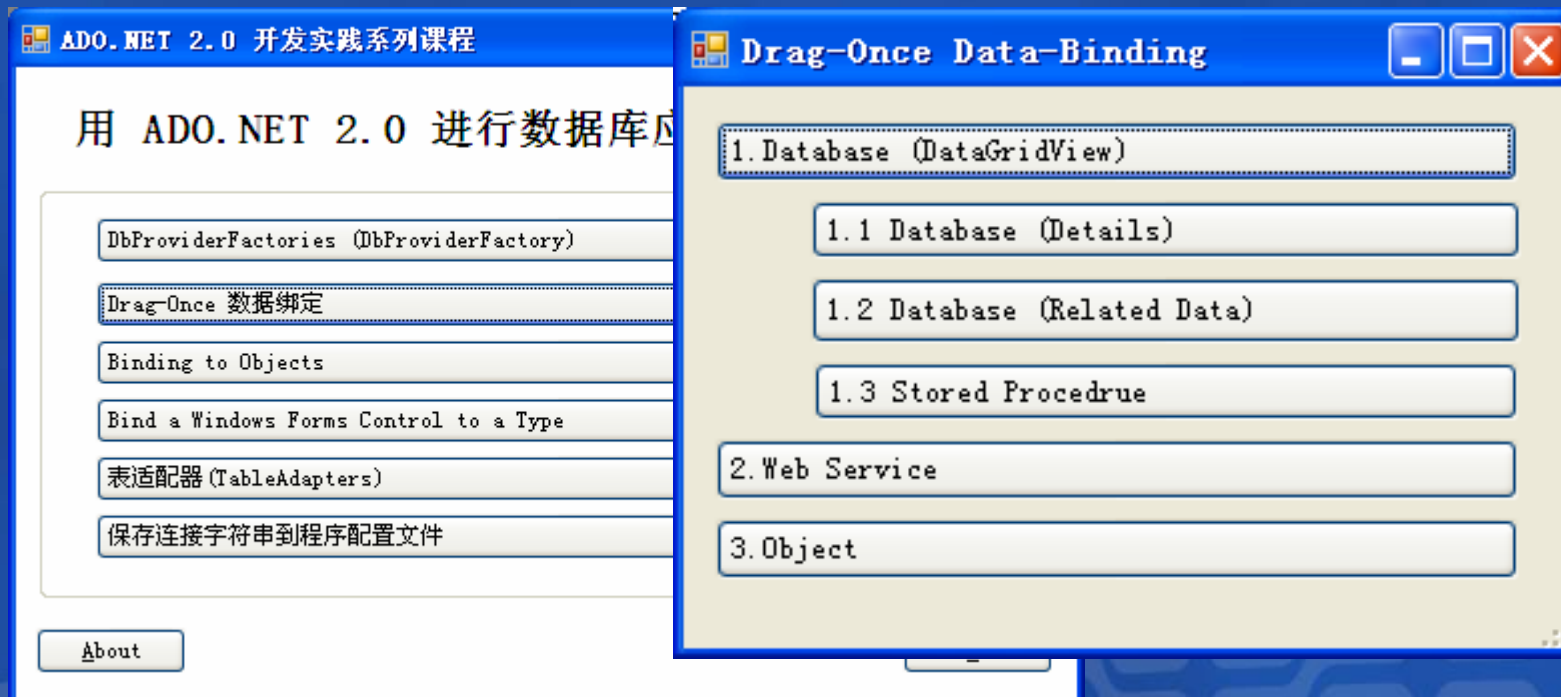 ADO.NET 2.0 开发实践系列课程
用 ADO.NET 2.0 进行数据库
DbProviderFactories (DbProviderFactory)
Drag-Once 数据绑定
Binding to Objects
Bind a Windows Forms Control to a Type
表适配器(TableAdapters)
保存连接字符串到程序配置文件
About
Drag-Once Data-Binding
1.Database (DataGridView)
1.1 Database (Details)
1.2 Database (Related Data)
1.3 Stored Procedrue
2.Web Service
3.Object